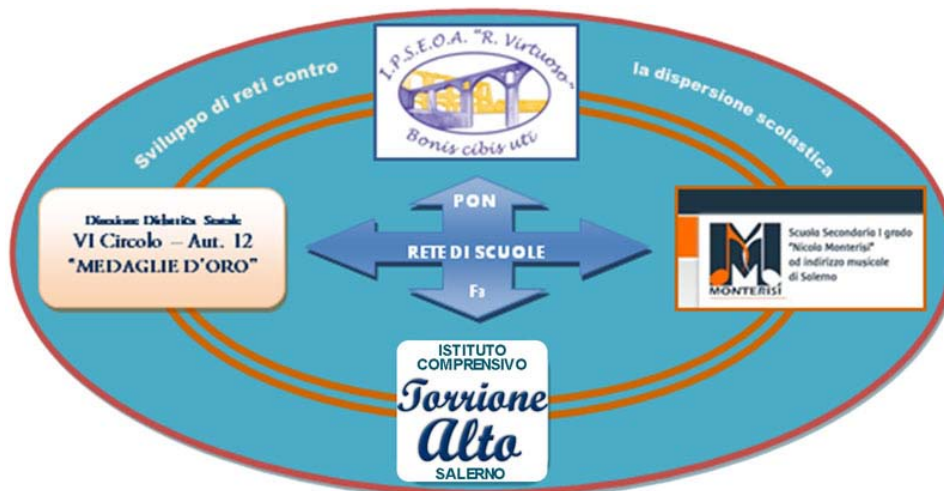 Sviluppo di reti contro
la dispersione scolastica
I.P.S.E.O.A. "R. Virtuoso"
Bonis cibis uti
Direzione Didattica Statale
VI Circolo – Aut. 12
"MEDAGLIE D'ORO"
PON
RETE DI SCUOLE
F3
Scuola Secondaria I grado
"Nicola Monterisi"
ad indirizzo musicale
di Salerno
MONTERISI
ISTITUTO
COMPRENSIVO
Torrione
Alto
SALERNO